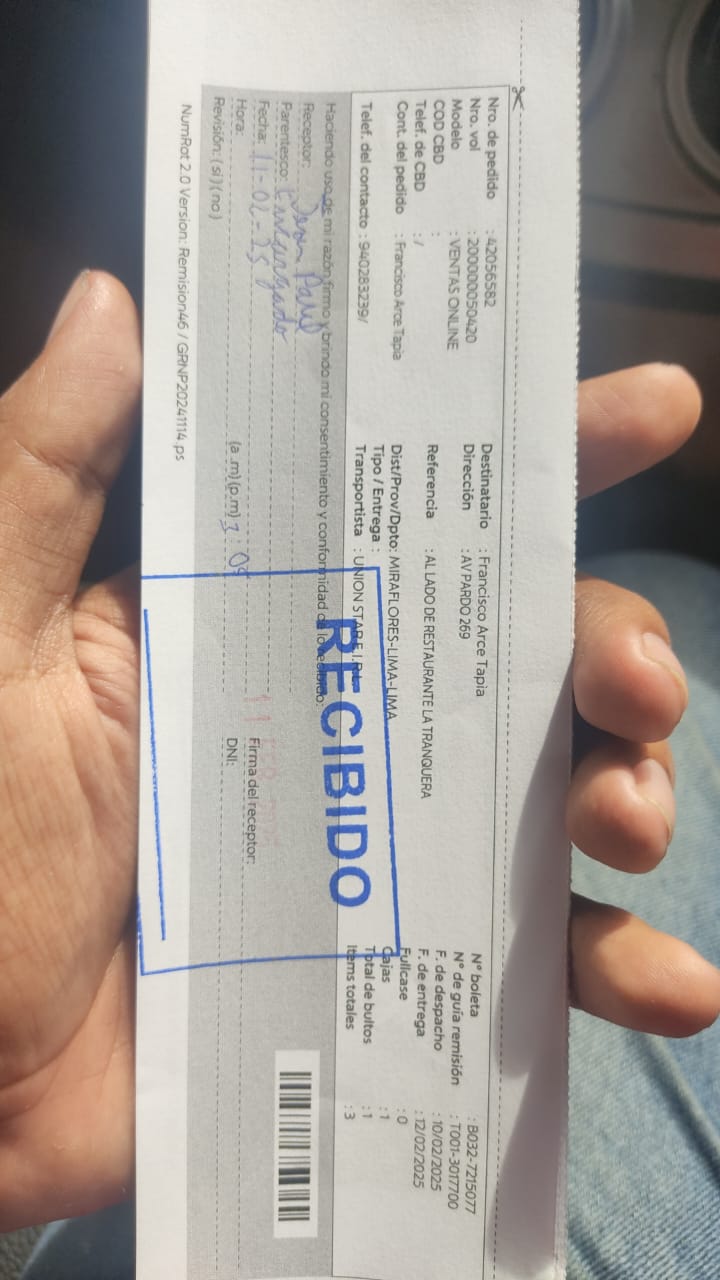 Nro. de pedido : 42056582
Nro. vol : 20000050420
Modelo : VENTAS ONLINE
COD CBD :
Telef. de CBD : /
Cont. del pedido : Francisco Arce Tapia
Telef. del contacto : 940283239/
Destinatario : Francisco Arce Tapia
Dirección : AV PARDO 269
Referencia : AL LADO DE RESTAURANTE LA TRANQUERA
Dist/Prov/Dpto: MIRAFLORES-LIMA-LIMA
Tipo / Entrega :
Transportista : UNION STAR E.I.R.L.
N° boleta : B032-7215077
N° de guía remisión : T001-3017700
F. de despacho : 10/02/2025
F. de entrega : 12/02/2025
Fullcase : 0
Cajas : 1
Total de bultos : 1
Items totales : 3
Haciendo uso de mi razón firmo y brindo mi consentimiento y conformidad de lo recibido:
RECIBIDO
Receptor: Jean Paul
Parentesco: Encargado
Fecha: 11-02-25
Firma del receptor:
Hora: (a .m)(p.m) 1:09
DNI:
Revisión: ( si ) ( no )
NumRot 2.0 Version: Remision46 / GRNP20241114.ps